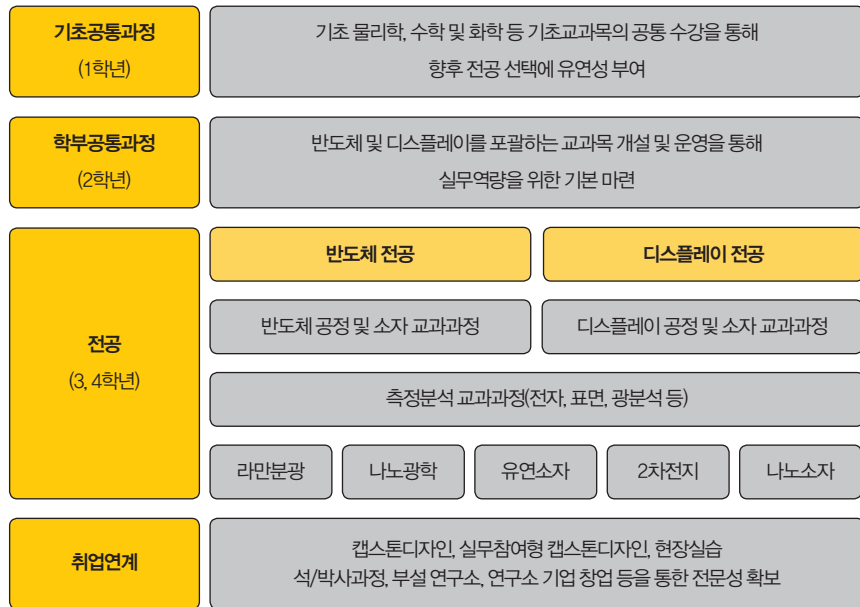 기초공통과정
(1학년)
기초 물리학, 수학 및 화학 등 기초교과목의 공통 수강을 통해
향후 전공 선택에 유연성 부여
학부공통과정
(2학년)
반도체 및 디스플레이를 포괄하는 교과목 개설 및 운영을 통해
실무역량을 위한 기본 마련
전공
(3, 4학년)
반도체 전공
디스플레이 전공
반도체 공정 및 소자 교과과정
디스플레이 공정 및 소자 교과과정
측정분석 교과과정(전자, 표면, 광분석 등)
라만분광
나노광학
유연소자
2차전지
나노소자
취업연계
캡스톤디자인, 실무참여형 캡스톤디자인, 현장실습
석/박사과정, 부설 연구소, 연구소 기업 창업 등을 통한 전문성 확보